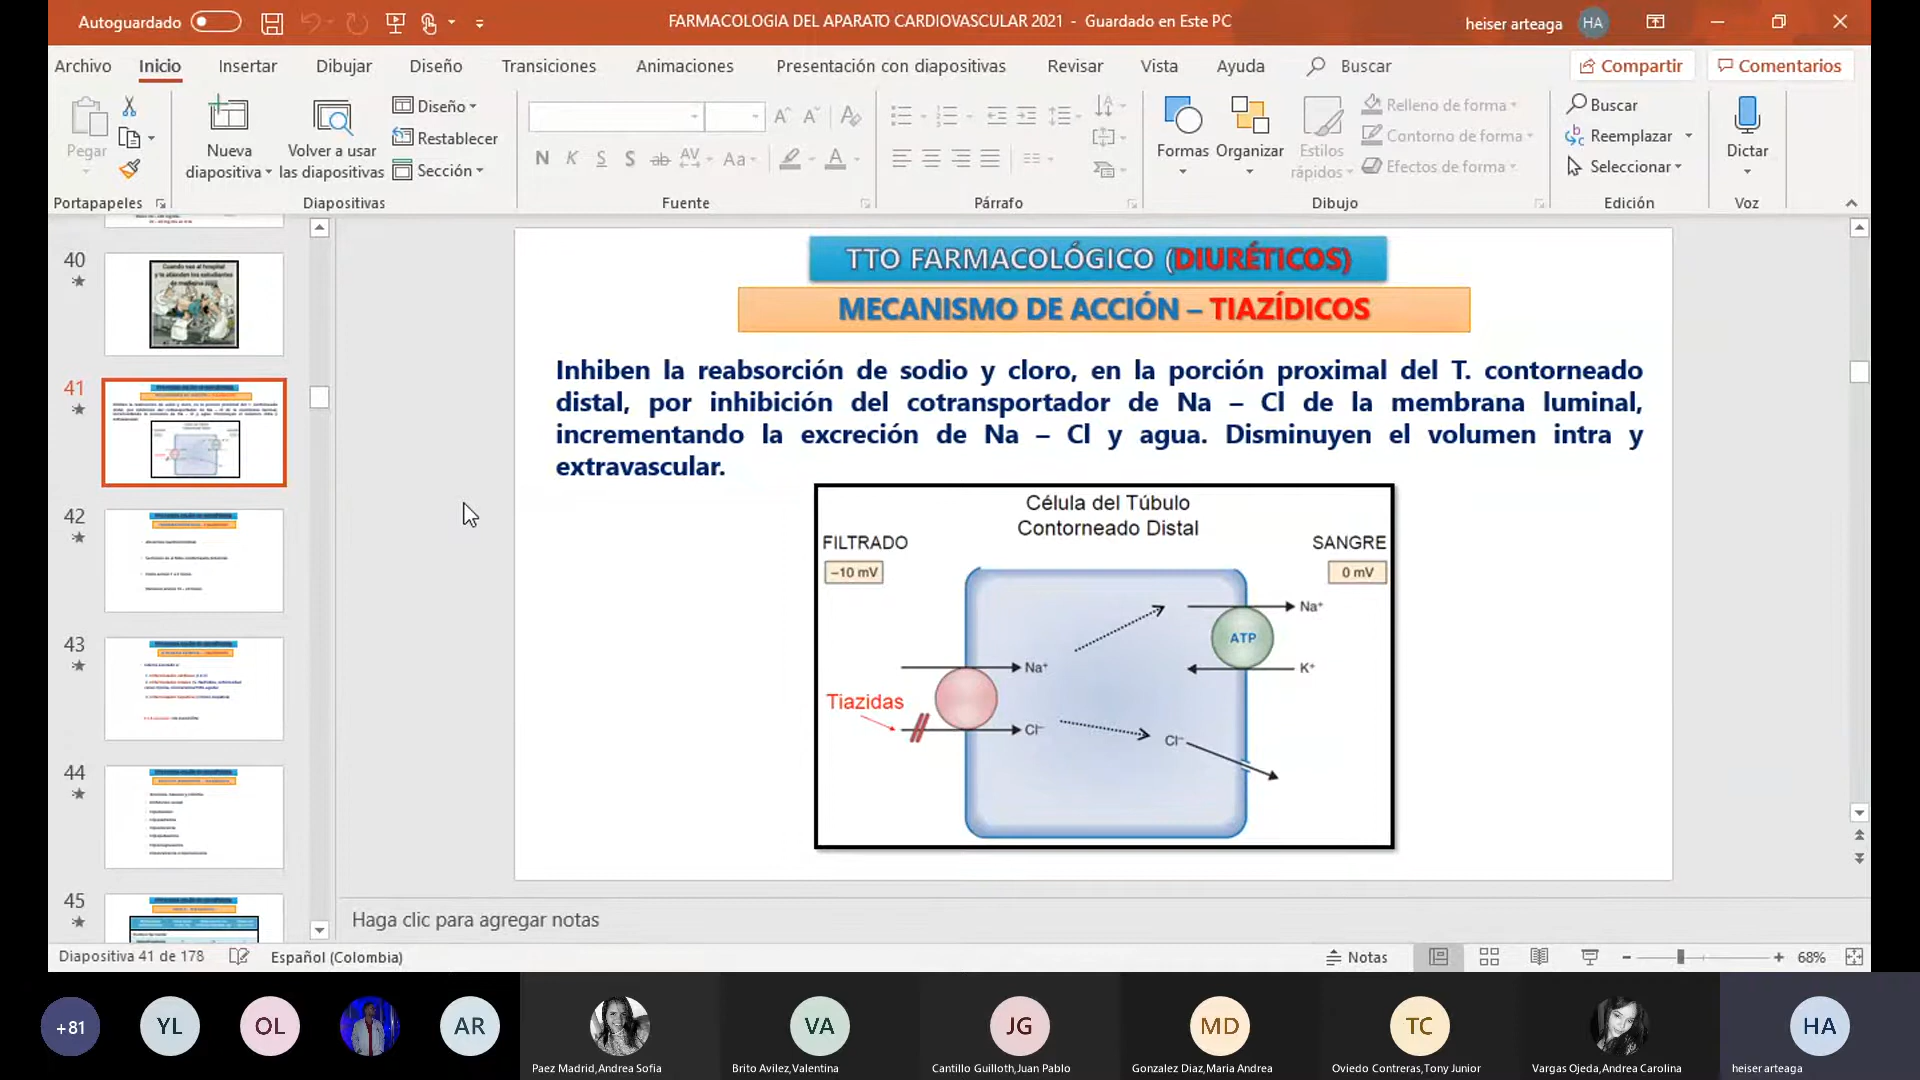 Autoguardado
FARMACOLOGIA DEL APARATO CARDIOVASCULAR 2021 - Guardado en Este PC
heiser arteaga
HA
Archivo
Inicio
Insertar
Dibujar
Diseño
Transiciones
Animaciones
Presentación con diapositivas
Revisar
Vista
Ayuda
Buscar
Compartir
Comentarios
Pegar
Nueva diapositiva
Volver a usar las diapositivas
Diseño
Restablecer
Sección
N K S S ab AV Aa A
Formas
Organizar
Estilos rápidos
Relleno de forma
Contorno de forma
Efectos de forma
Buscar
Reemplazar
Seleccionar
Dictar
Portapapeles
Diapositivas
Fuente
Párrafo
Dibujo
Edición
Voz
40
Cuando vas al hospital
y te atienden los estudiantes
41
42
43
44
45
TTO FARMACOLÓGICO (DIURÉTICOS)
MECANISMO DE ACCIÓN – TIAZÍDICOS
Inhiben la reabsorción de sodio y cloro, en la porción proximal del T. contorneado
distal, por inhibición del cotransportador de Na – Cl de la membrana luminal,
incrementando la excreción de Na – Cl y agua. Disminuyen el volumen intra y
extravascular.
Célula del Túbulo
Contorneado Distal
FILTRADO
SANGRE
–10 mV
0 mV
Na⁺
ATP
Na⁺
K⁺
Tiazidas
Cl⁻
Cl⁻
Haga clic para agregar notas
Diapositiva 41 de 178
Español (Colombia)
Notas
68%
+81
YL
OL
AR
VA
JG
MD
TC
HA
Paez Madrid,Andrea Sofia
Brito Avilez,Valentina
Cantillo Guilloth,Juan Pablo
Gonzalez Diaz,Maria Andrea
Oviedo Contreras,Tony Junior
Vargas Ojeda,Andrea Carolina
heiser arteaga